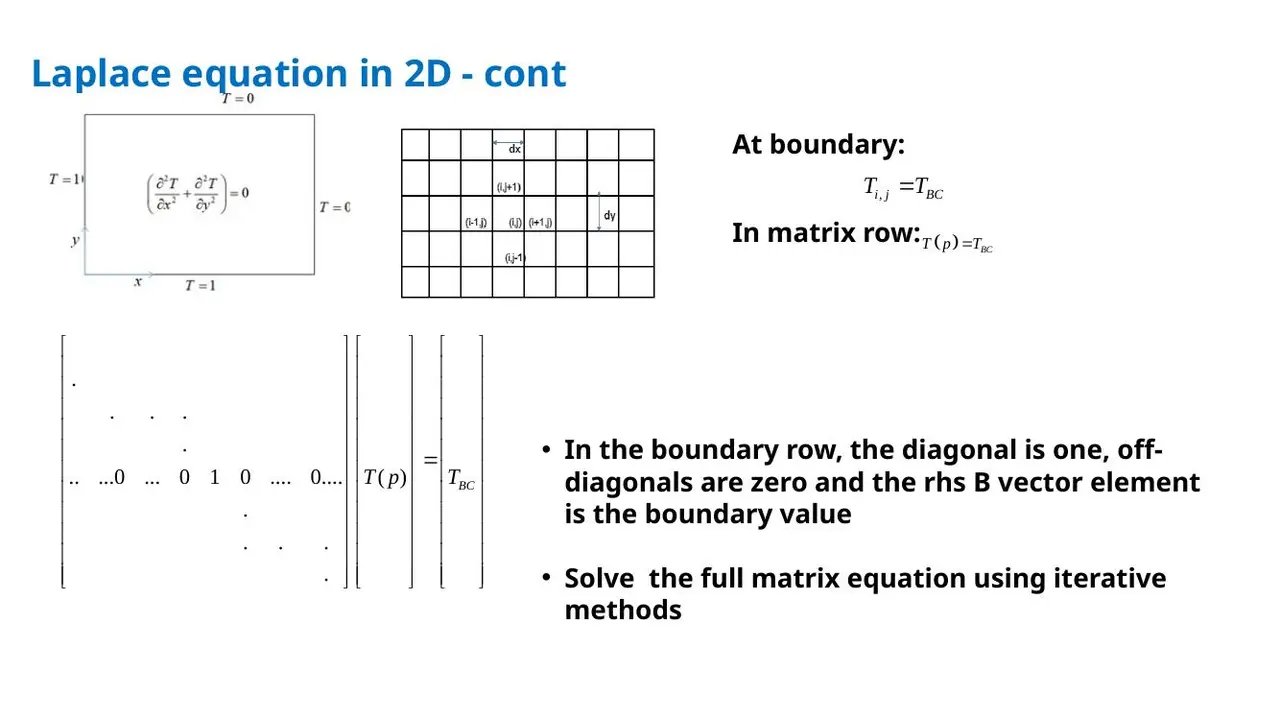 Laplace equation in 2D - cont
T = 0
T = 1
(∂²T/∂x² + ∂²T/∂y²) = 0
T = 0
y
x
T = 1
dx
(i,j+1)
(i-1,j) (i,j) (i+1,j)
dy
(i,j-1)
At boundary:
T_{i,j} = T_{BC}
In matrix row: T(p) = T_{BC}
.
. . .
.
.. ...0 ... 0 1 0 .... 0.... T(p) = T_{BC}
.
. . .
.
• In the boundary row, the diagonal is one, off-
diagonals are zero and the rhs B vector element
is the boundary value
• Solve the full matrix equation using iterative
methods